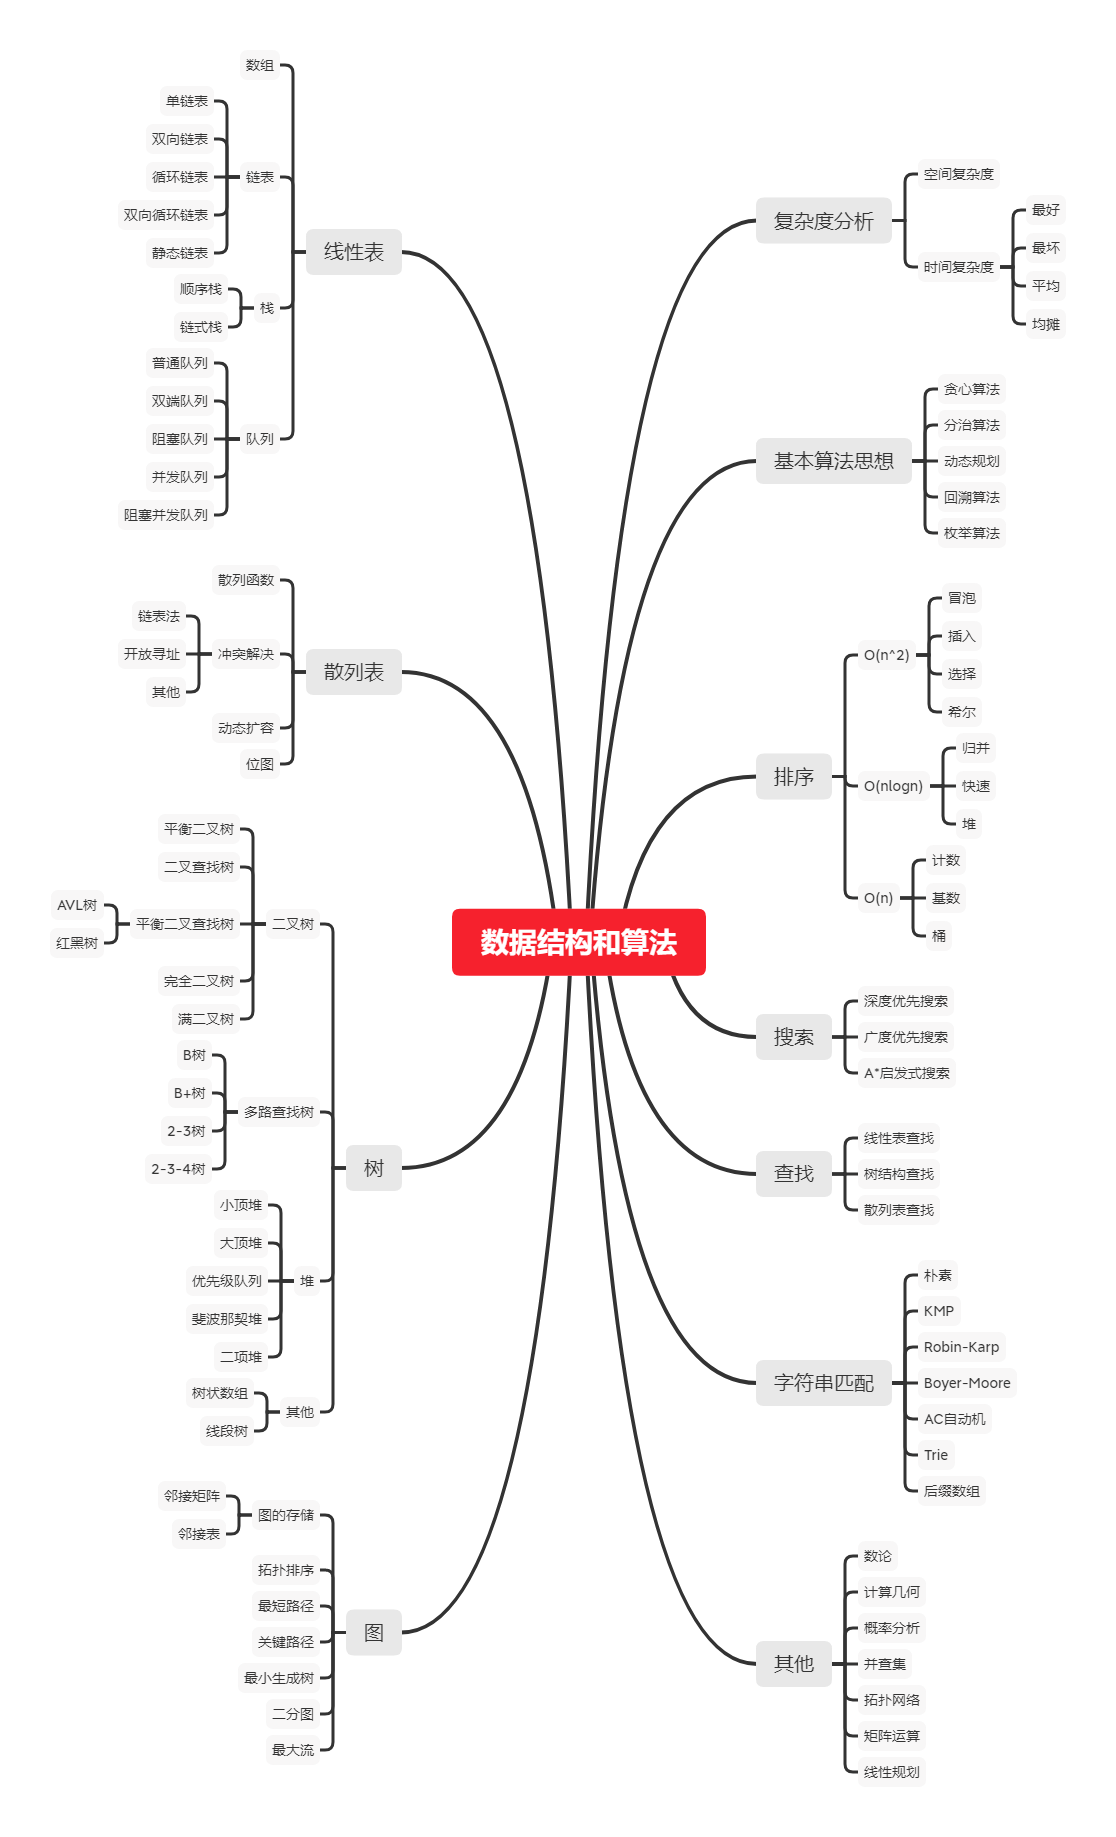 数据结构和算法
线性表
数组
链表
单链表
双向链表
循环链表
双向循环链表
静态链表
栈
顺序栈
链式栈
队列
普通队列
双端队列
阻塞队列
并发队列
阻塞并发队列
散列表
散列函数
冲突解决
链表法
开放寻址
其他
动态扩容
位图
树
二叉树
平衡二叉树
二叉查找树
平衡二叉查找树
AVL树
红黑树
完全二叉树
满二叉树
多路查找树
B树
B+树
2-3树
2-3-4树
堆
小顶堆
大顶堆
优先级队列
斐波那契堆
二项堆
其他
树状数组
线段树
图
图的存储
邻接矩阵
邻接表
拓扑排序
最短路径
关键路径
最小生成树
二分图
最大流
复杂度分析
空间复杂度
时间复杂度
最好
最坏
平均
均摊
基本算法思想
贪心算法
分治算法
动态规划
回溯算法
枚举算法
排序
O(n^2)
冒泡
插入
选择
希尔
O(nlogn)
归并
快速
堆
O(n)
计数
基数
桶
搜索
深度优先搜索
广度优先搜索
A*启发式搜索
查找
线性表查找
树结构查找
散列表查找
字符串匹配
朴素
KMP
Robin-Karp
Boyer-Moore
AC自动机
Trie
后缀数组
其他
数论
计算几何
概率分析
并查集
拓扑网络
矩阵运算
线性规划